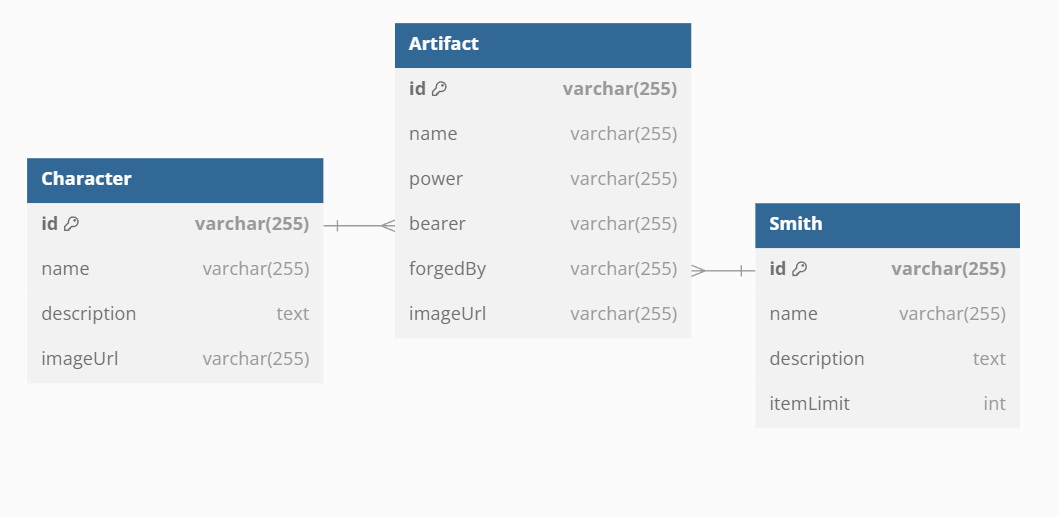 Character
id varchar(255)
name varchar(255)
description text
imageUrl varchar(255)
Artifact
id varchar(255)
name varchar(255)
power varchar(255)
bearer varchar(255)
forgedBy varchar(255)
imageUrl varchar(255)
Smith
id varchar(255)
name varchar(255)
description text
itemLimit int